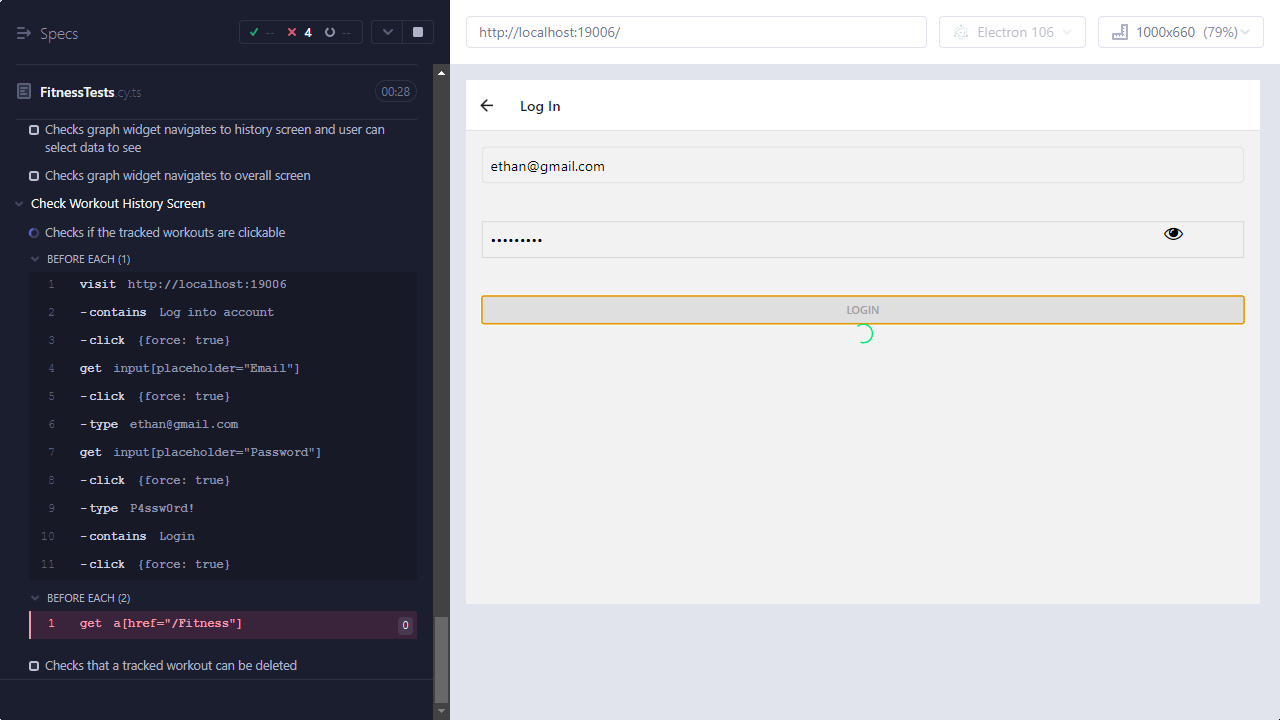 Specs
-- 4 --
FitnessTests.cy.ts
00:28
Checks graph widget navigates to history screen and user can
select data to see
Checks graph widget navigates to overall screen
Check Workout History Screen
Checks if the tracked workouts are clickable
BEFORE EACH (1)
1 visit http://localhost:19006
2 -contains Log into account
3 -click {force: true}
4 get input[placeholder="Email"]
5 -click {force: true}
6 -type ethan@gmail.com
7 get input[placeholder="Password"]
8 -click {force: true}
9 -type P4ssw0rd!
10 -contains Login
11 -click {force: true}
BEFORE EACH (2)
1 get a[href="/Fitness"] 0
Checks that a tracked workout can be deleted
http://localhost:19006/
Electron 106
1000x660 (79%)
Log In
ethan@gmail.com
•••••••••
LOGIN